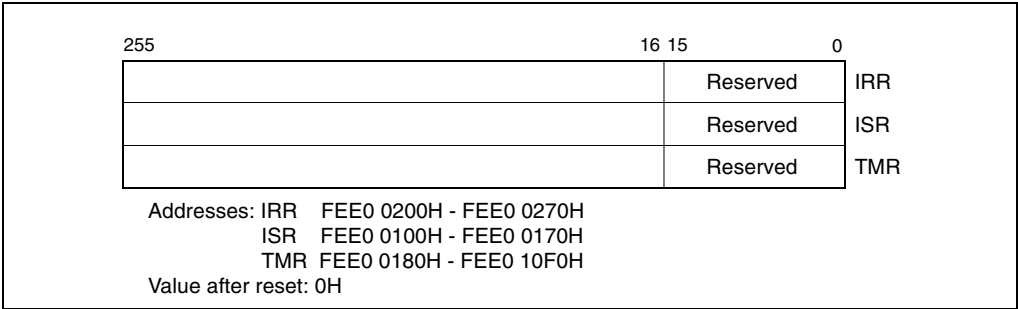 255 16 15 0
Reserved IRR
Reserved ISR
Reserved TMR
Addresses: IRR FEE0 0200H - FEE0 0270H
ISR FEE0 0100H - FEE0 0170H
TMR FEE0 0180H - FEE0 10F0H
Value after reset: 0H